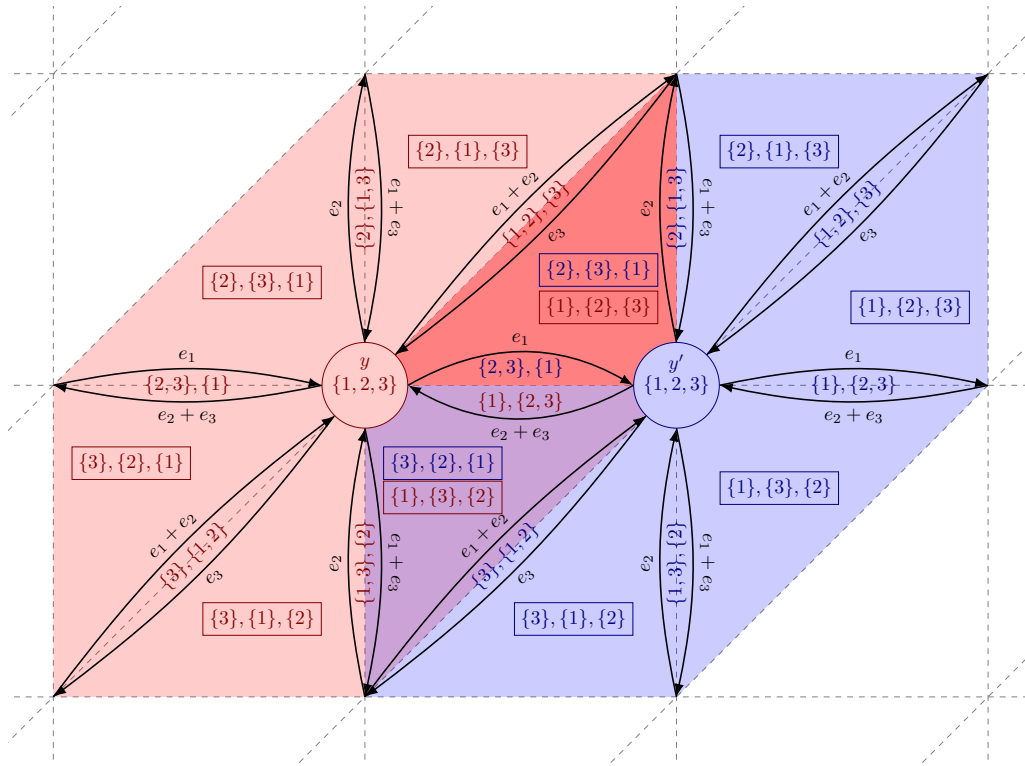 {2}, {1}, {3}
{2}, {1}, {3}
e₂
{2}, {1, 3}
e₁ + e₃
e₁ + e₂
{1, 2}, {3}
e₃
e₂
{2}, {1, 3}
e₁ + e₃
e₁ + e₂
{1, 2}, {3}
e₃
{2}, {3}, {1}
{2}, {3}, {1}
{1}, {2}, {3}
{1}, {2}, {3}
e₁
{2, 3}, {1}
e₂ + e₃
y
{1, 2, 3}
e₁
{2, 3}, {1}
{1}, {2, 3}
e₂ + e₃
y′
{1, 2, 3}
e₁
{1}, {2, 3}
e₂ + e₃
{3}, {2}, {1}
{3}, {2}, {1}
{1}, {3}, {2}
{1}, {3}, {2}
e₁ + e₂
{3}, {1, 2}
e₃
e₂
{1, 3}, {2}
e₁ + e₃
e₁ + e₂
{3}, {1, 2}
e₃
e₂
{1, 3}, {2}
e₁ + e₃
{3}, {1}, {2}
{3}, {1}, {2}